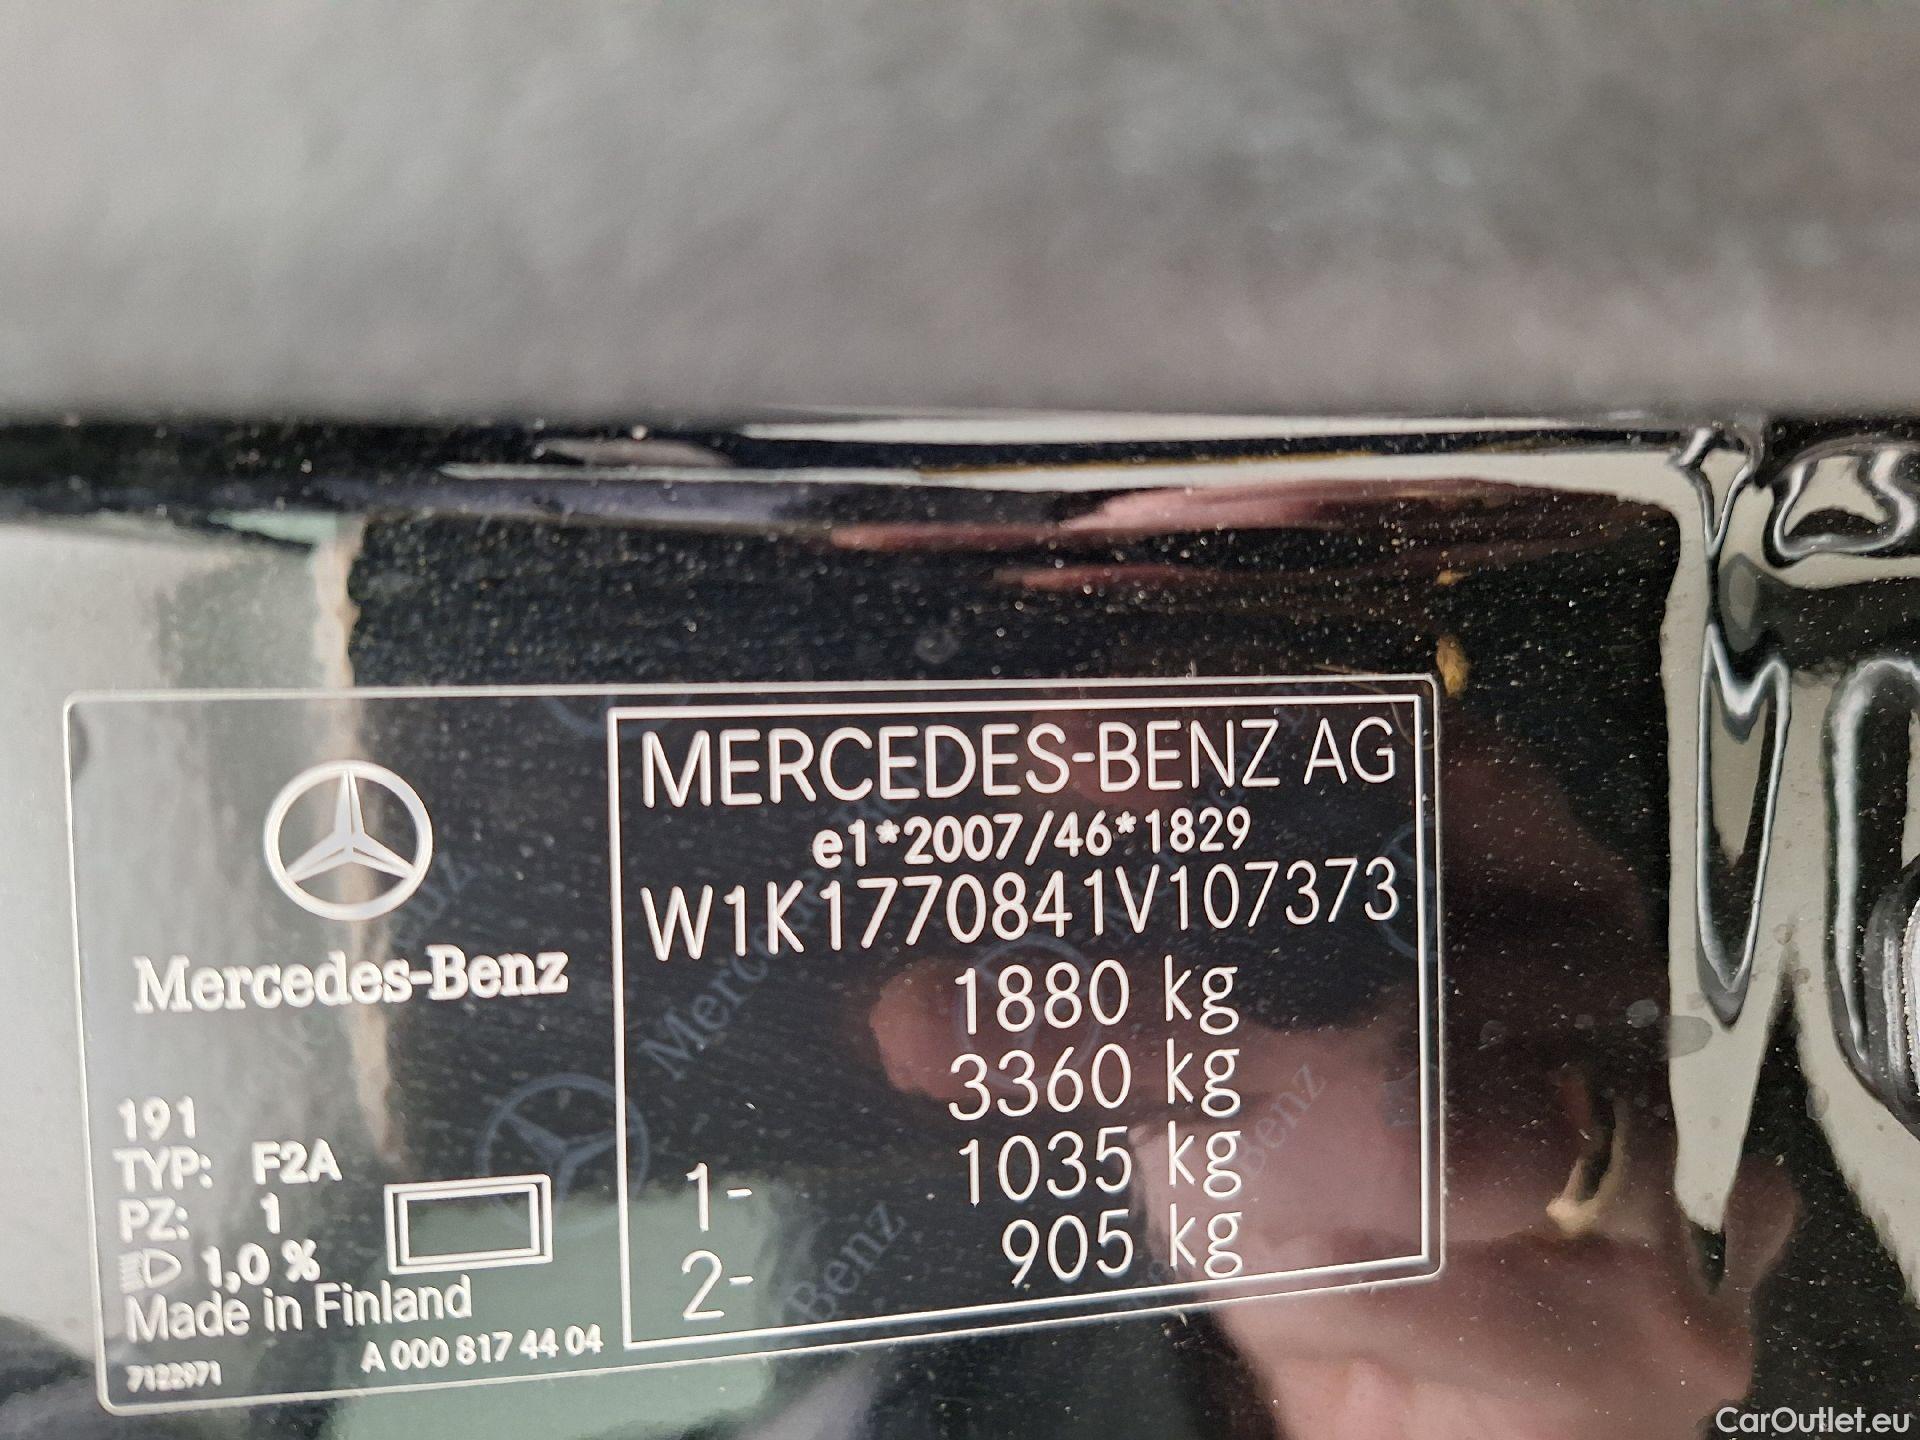 Mercedes-Benz
191
TYP: F2A
PZ: 1
1,0 %
Made in Finland
A 000 817 44 04
7122971
MERCEDES-BENZ AG
e1*2007/46*1829
W1K1770841V107373
1880 kg
3360 kg
1- 1035 kg
2- 905 kg
CarOutlet.eu